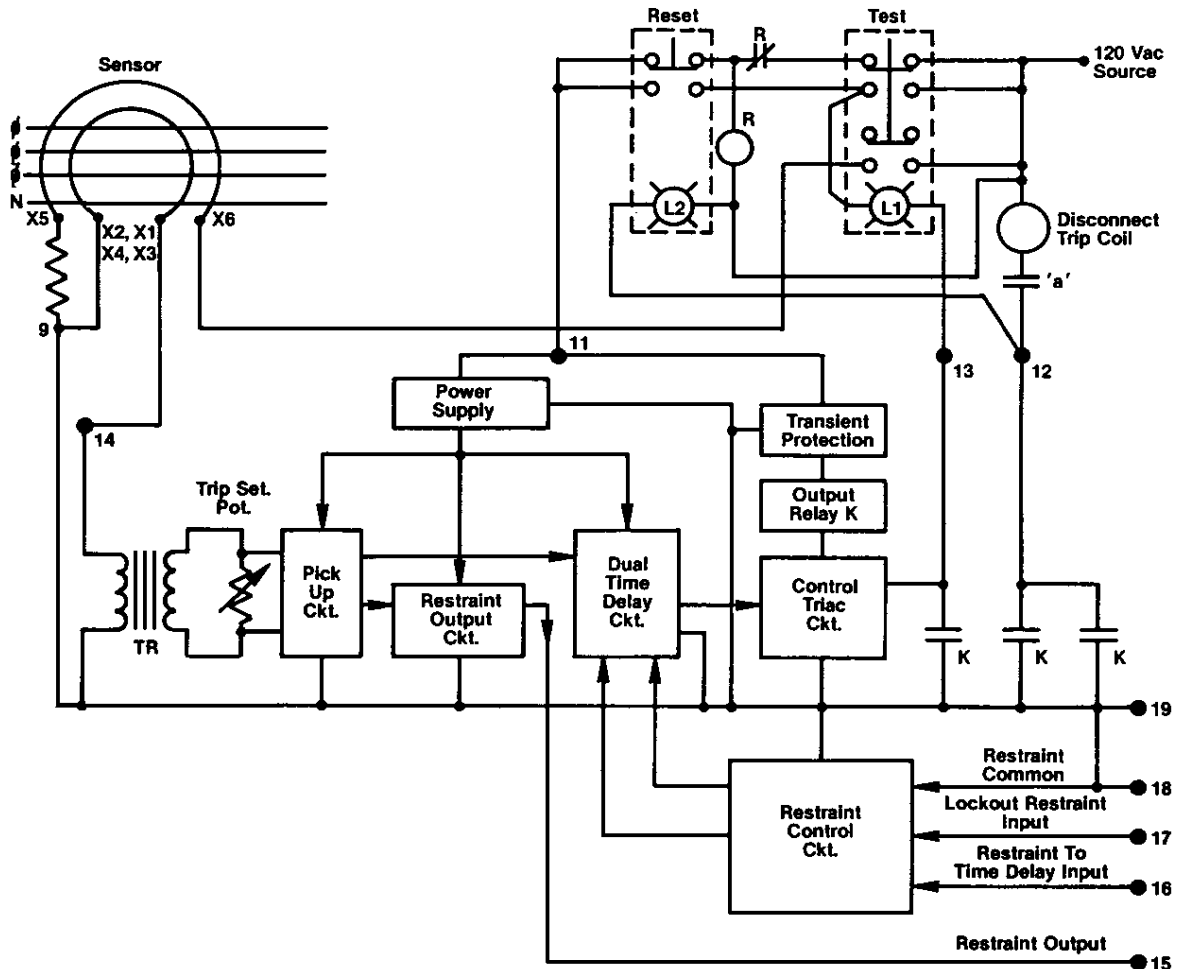 Reset
Test
R
120 Vac
Source
Sensor
R
Ø
Ø
Ø
N
X5
X2, X1
X4, X3
X6
L2
L1
Disconnect
Trip Coil
'a'
9
11
13
12
14
Power
Supply
Transient
Protection
Output
Relay K
Trip Set.
Pot.
Pick
Up
Ckt.
Restraint
Output
Ckt.
Dual
Time
Delay
Ckt.
Control
Triac
Ckt.
TR
K
K
K
19
Restraint
Common
18
Lockout Restraint
Input
17
Restraint To
Time Delay Input
16
Restraint
Control
Ckt.
Restraint Output
15